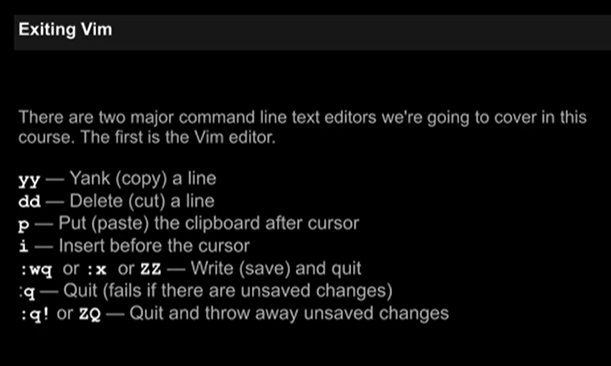 Exiting Vim
There are two major command line text editors we're going to cover in this
course. The first is the Vim editor.
yy — Yank (copy) a line
dd — Delete (cut) a line
p — Put (paste) the clipboard after cursor
i — Insert before the cursor
:wq or :x or ZZ — Write (save) and quit
:q — Quit (fails if there are unsaved changes)
:q! or ZQ — Quit and throw away unsaved changes